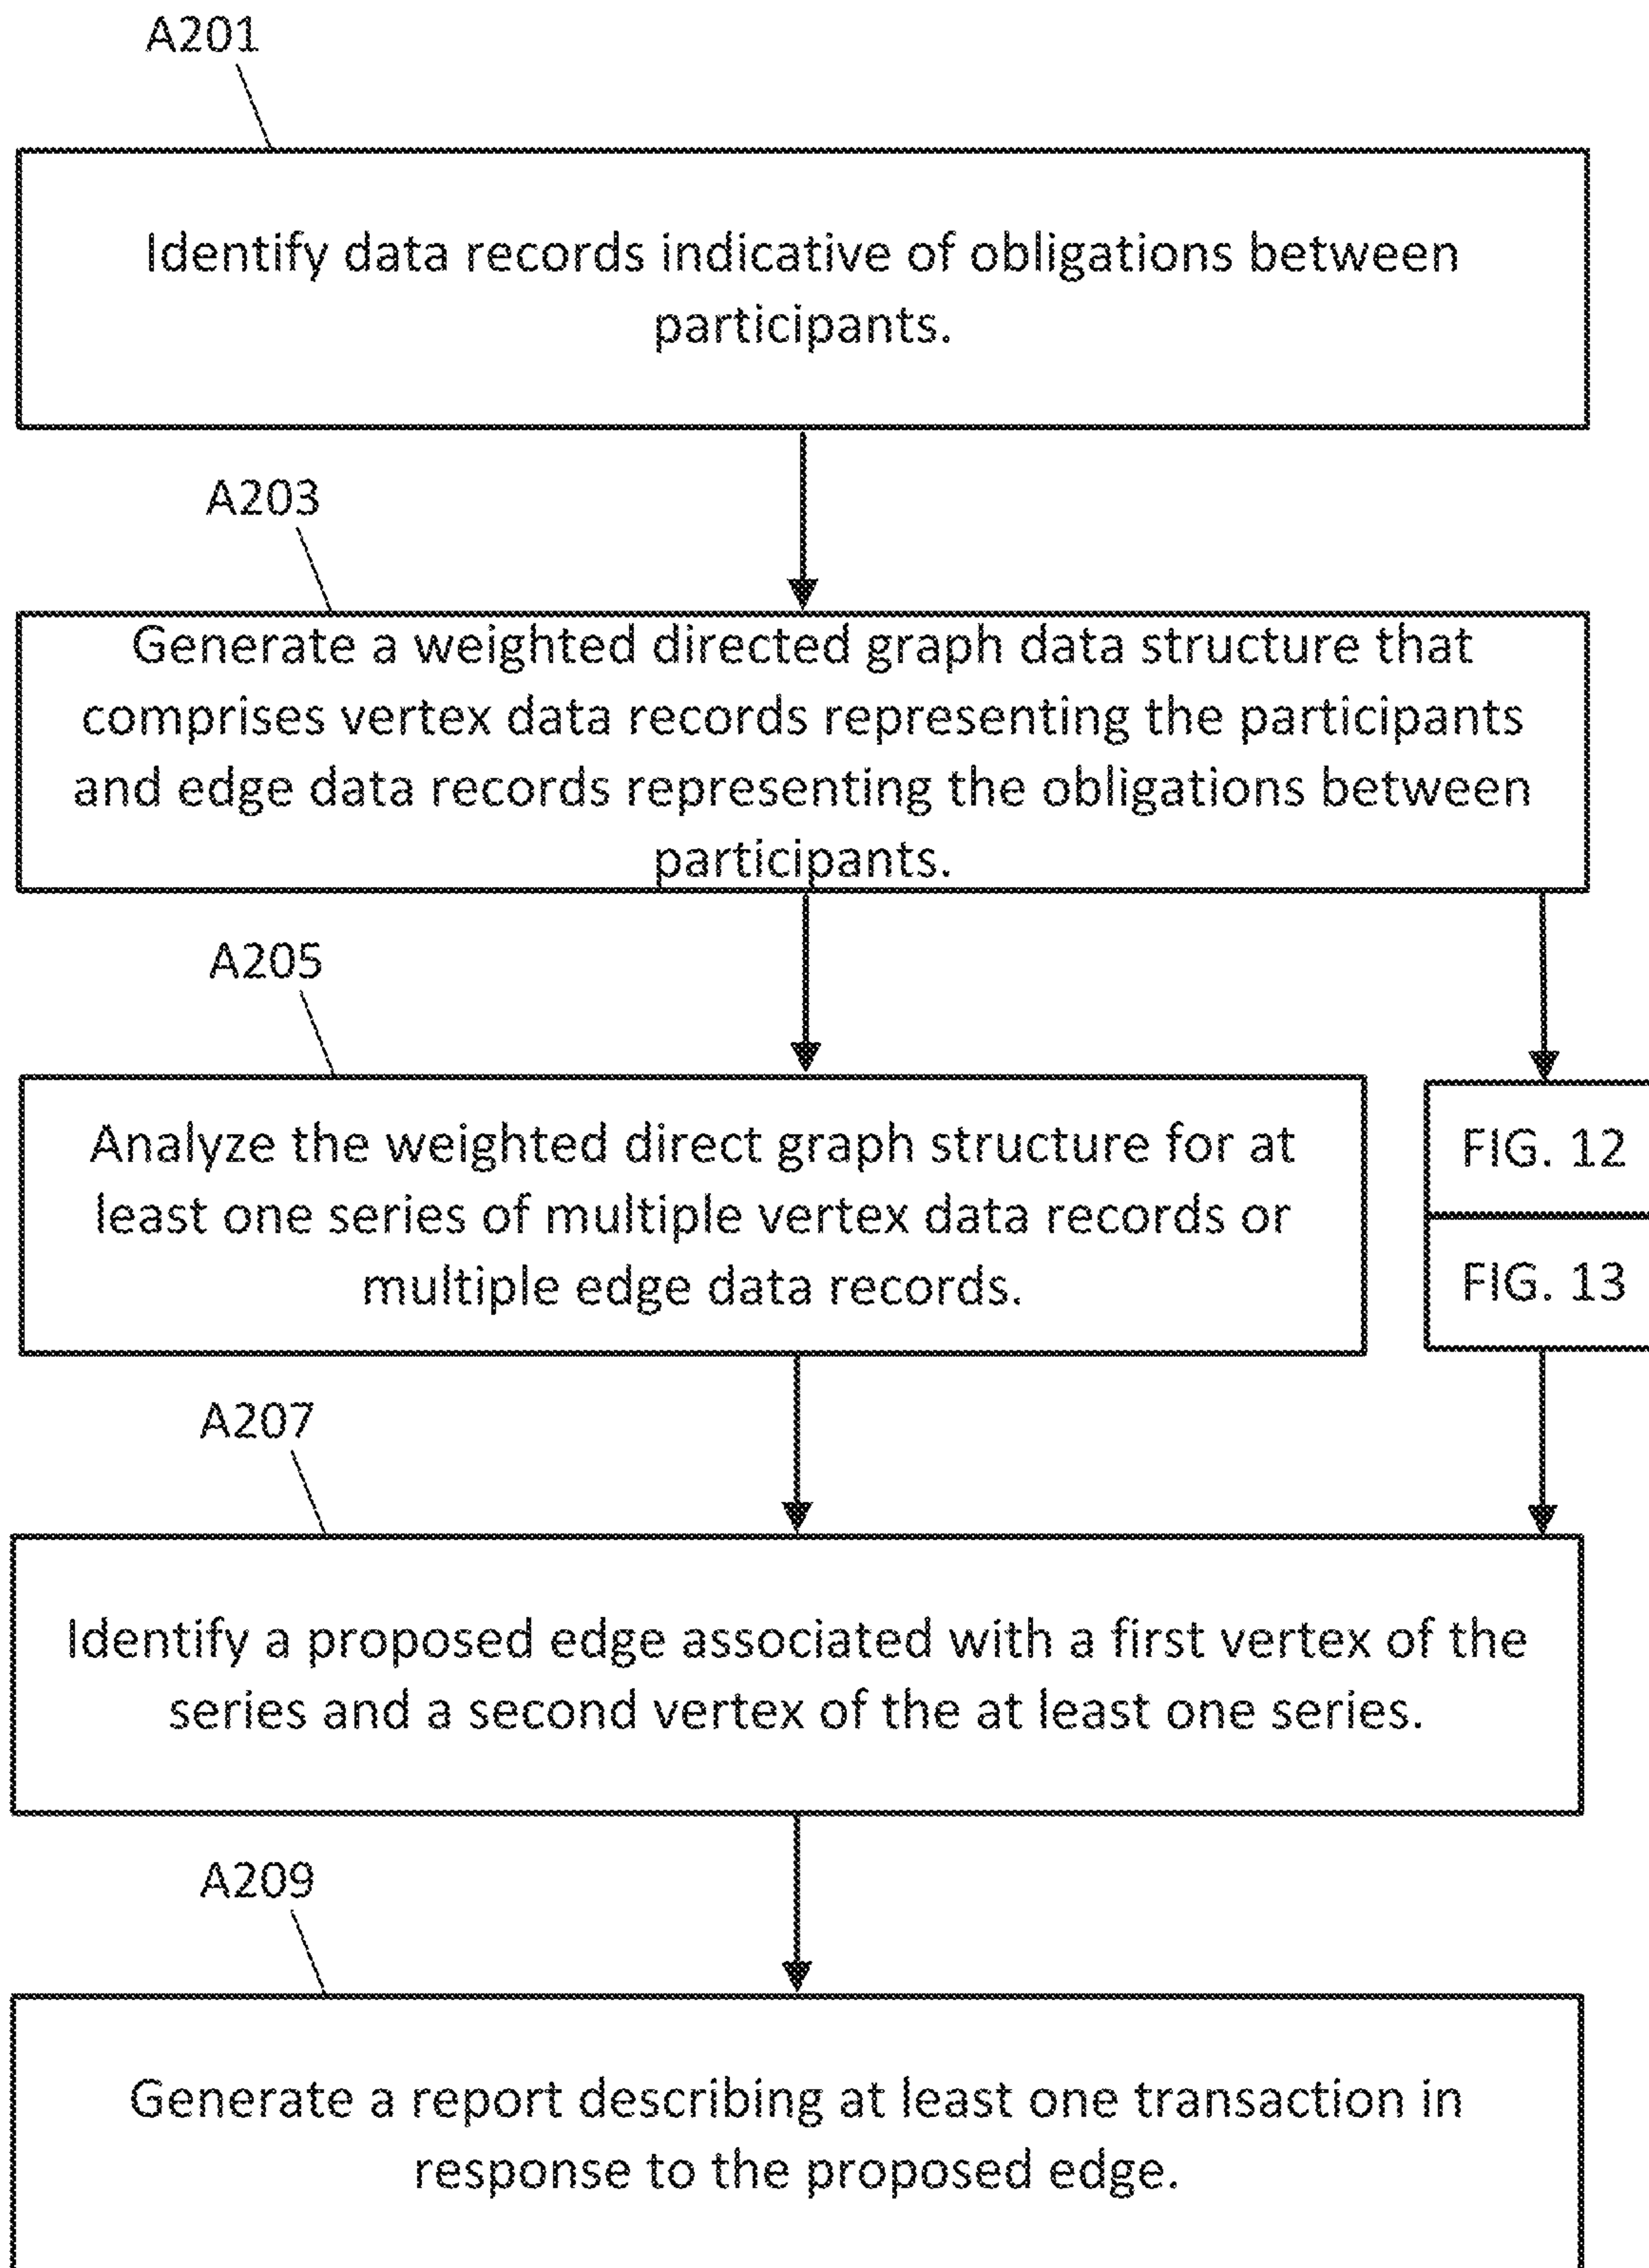 A201
Identify data records indicative of obligations between
participants.
A203
Generate a weighted directed graph data structure that
comprises vertex data records representing the participants
and edge data records representing the obligations between
participants.
A205
Analyze the weighted direct graph structure for at
least one series of multiple vertex data records or
multiple edge data records.
FIG. 12
FIG. 13
A207
Identify a proposed edge associated with a first vertex of the
series and a second vertex of the at least one series.
A209
Generate a report describing at least one transaction in
response to the proposed edge.